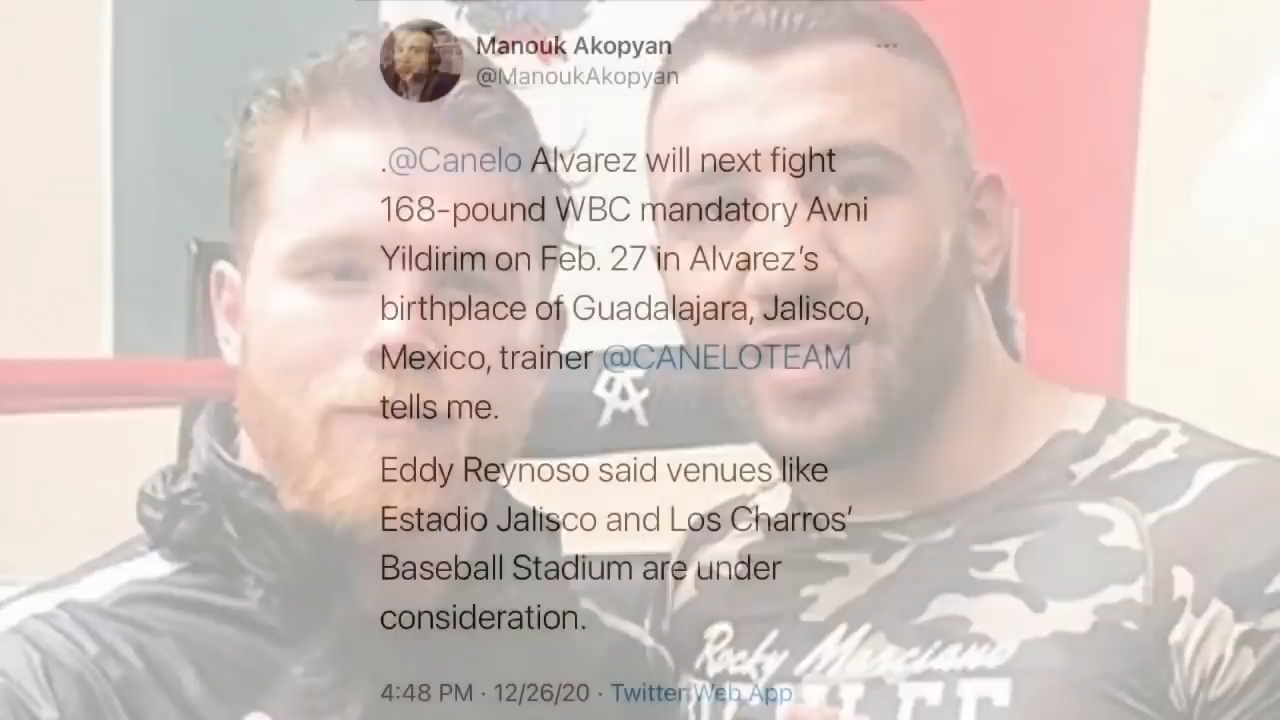 Manouk Akopyan
@ManoukAkopyan
.@Canelo Alvarez will next fight
168-pound WBC mandatory Avni
Yildirim on Feb. 27 in Alvarez’s
birthplace of Guadalajara, Jalisco,
Mexico, trainer @CANELOTEAM
tells me.
Eddy Reynoso said venues like
Estadio Jalisco and Los Charros’
Baseball Stadium are under
consideration.
4:48 PM · 12/26/20 · Twitter Web App
Rocky Marciano